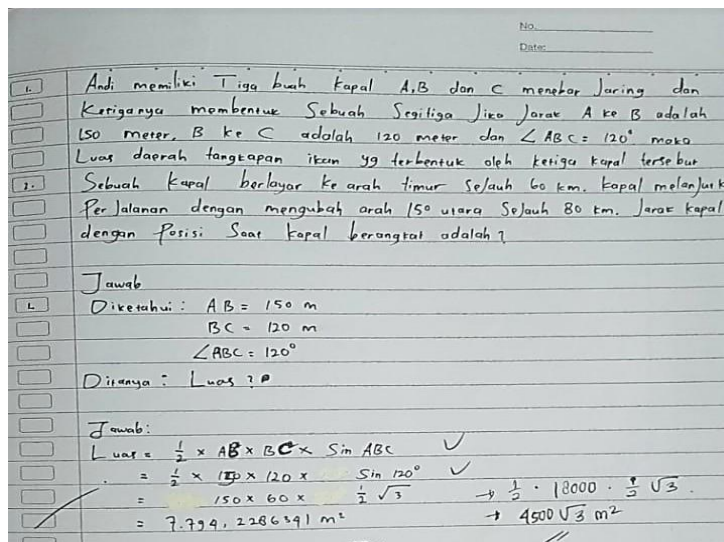 No.
Date:
1. Andi memiliki Tiga buah kapal A,B dan C menebar Jaring dan
Ketiganya membentuk Sebuah Segitiga Jika Jarak A ke B adalah
150 meter, B ke C adalah 120 meter dan ∠ ABC = 120° maka
Luas daerah tangkapan ikan yg terbentuk oleh ketiga kapal tersebut
2. Sebuah kapal berlayar ke arah timur Sejauh 60 km. kapal melanjutk
Perjalanan dengan mengubah arah 15° utara Sejauh 80 km. Jarak kapal
dengan Posisi Saat kapal berangkat adalah?
Jawab
1. Diketahui : AB = 150 m
BC = 120 m
∠ABC = 120°
Ditanya : Luas ?
Jawab:
Luas = 1/2 × AB × BC × Sin ABC ✓
= 1/2 × 150 × 120 × Sin 120° ✓
= 150 × 60 × 1/2 √3 → 1/2 · 18000 · 1/2 √3.
= 7.794,2286341 m² → 4500√3 m²